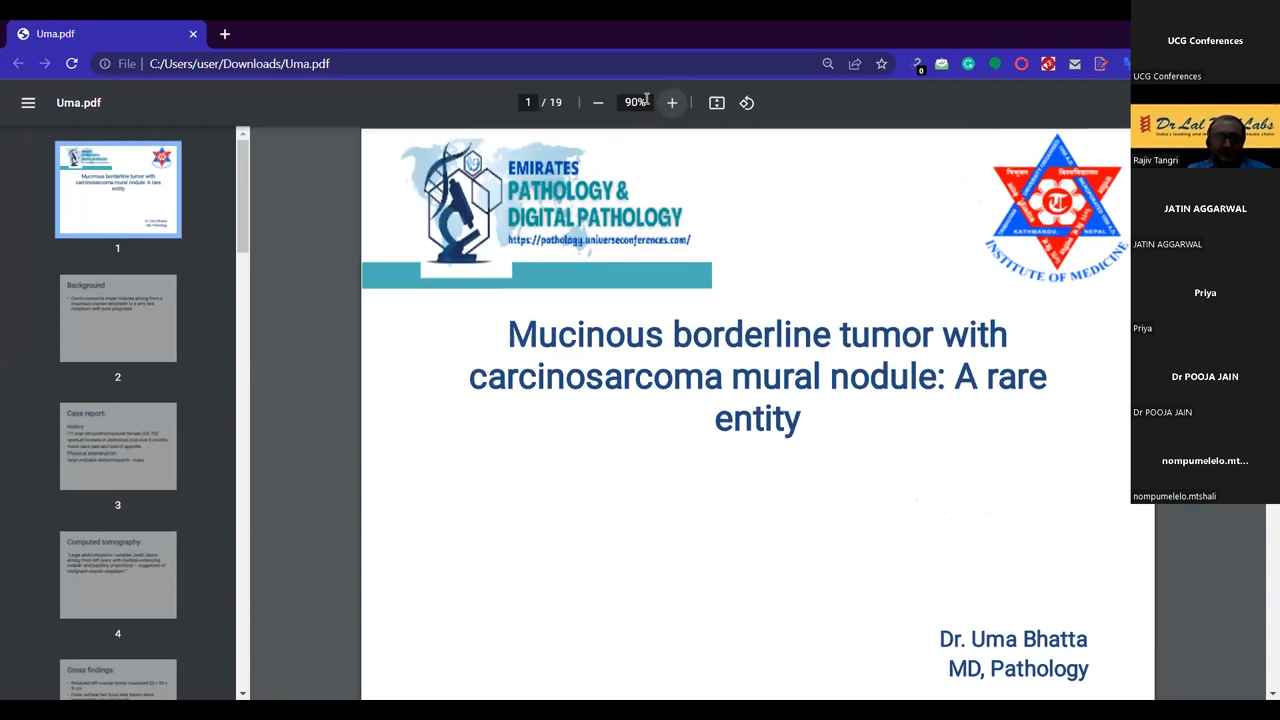 Uma.pdf
File
C:/Users/user/Downloads/Uma.pdf
0
Uma.pdf
1 / 19
90%
1
Background
2
Case report:
3
Computed tomography:
4
Gross findings:
EMIRATES
PATHOLOGY &
DIGITAL PATHOLOGY
https://pathology.universeconferences.com/
KATHMANDU, NEPAL
INSTITUTE OF MEDICINE
Mucinous borderline tumor with
carcinosarcoma mural nodule: A rare
entity
Dr. Uma Bhatta
MD, Pathology
UCG Conferences
UCG Conferences
Rajiv Tangri
JATIN AGGARWAL
JATIN AGGARWAL
Priya
Priya
Dr POOJA JAIN
Dr POOJA JAIN
nompumelelo.mt...
nompumelelo.mtshali